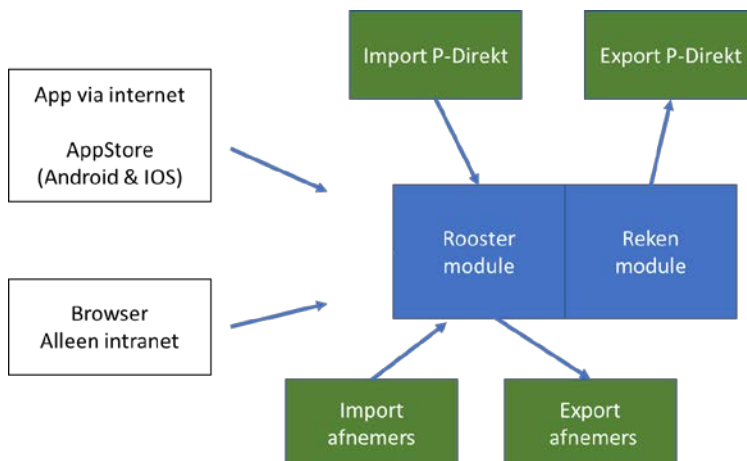 Import P-Direkt
Export P-Direkt
App via internet
AppStore
(Android & IOS)
Rooster
module
Reken
module
Browser
Alleen intranet
Import
afnemers
Export
afnemers